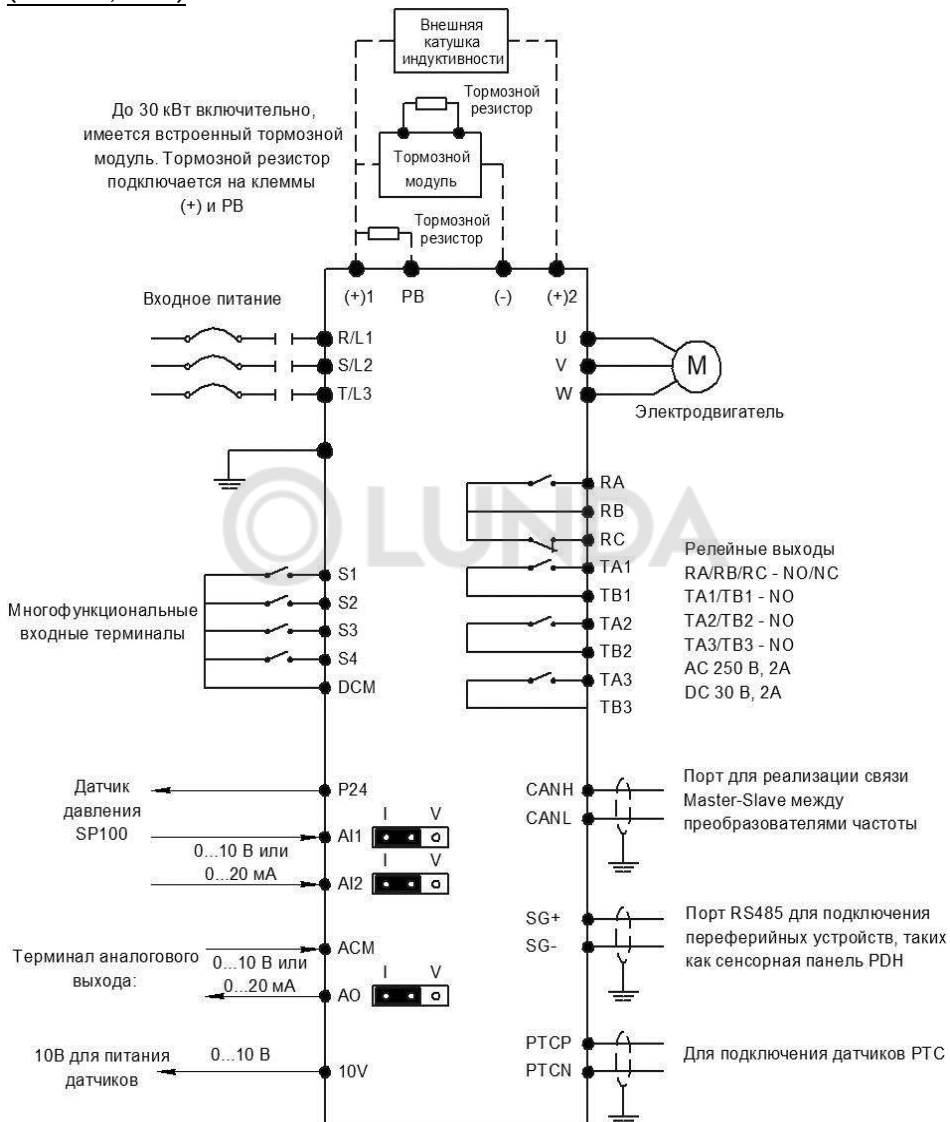 Внешняя
катушка
индуктивности
Тормозной
резистор
До 30 кВт включительно,
имеется встроенный тормозной
модуль. Тормозной резистор
подключается на клеммы
(+) и РВ
Тормозной
модуль
Тормозной
резистор
(+)1 PB (-) (+)2
Входное питание
R/L1
S/L2
T/L3
U
V
W
M
Электродвигатель
LUNDA
RA
RB
RC
TA1
TB1
TA2
TB2
TA3
TB3
Релейные выходы
RA/RB/RC - NO/NC
TA1/TB1 - NO
TA2/TB2 - NO
TA3/TB3 - NO
AC 250 В, 2А
DC 30 В, 2А
Многофункциональные
входные терминалы
S1
S2
S3
S4
DCM
Датчик
давления
SP100
P24
I V
AI1
0...10 В или
0...20 мА
I V
AI2
CANH
CANL
Порт для реализации связи
Master-Slave между
преобразователями частоты
SG+
SG-
Порт RS485 для подключения
переферийных устройств, таких
как сенсорная панель PDH
Терминал аналогового
выхода:
ACM
0...10 В или
0...20 мА
I V
AO
10В для питания
датчиков
0...10 В
10V
PTCP
PTCN
Для подключения датчиков PTC